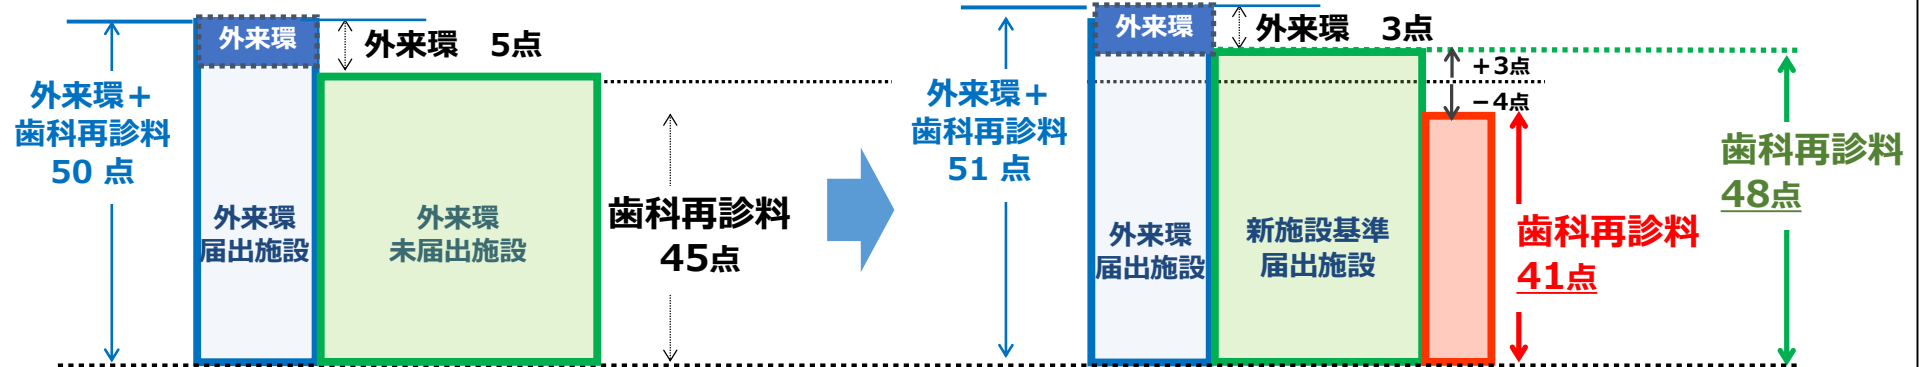 外来環
外来環　5点
外来環＋
歯科再診料
50 点
外来環
届出施設
外来環
未届出施設
歯科再診料
45点
外来環
外来環　3点
＋3点
－4点
外来環＋
歯科再診料
51 点
外来環
届出施設
新施設基準
届出施設
歯科再診料
41点
歯科再診料
48点